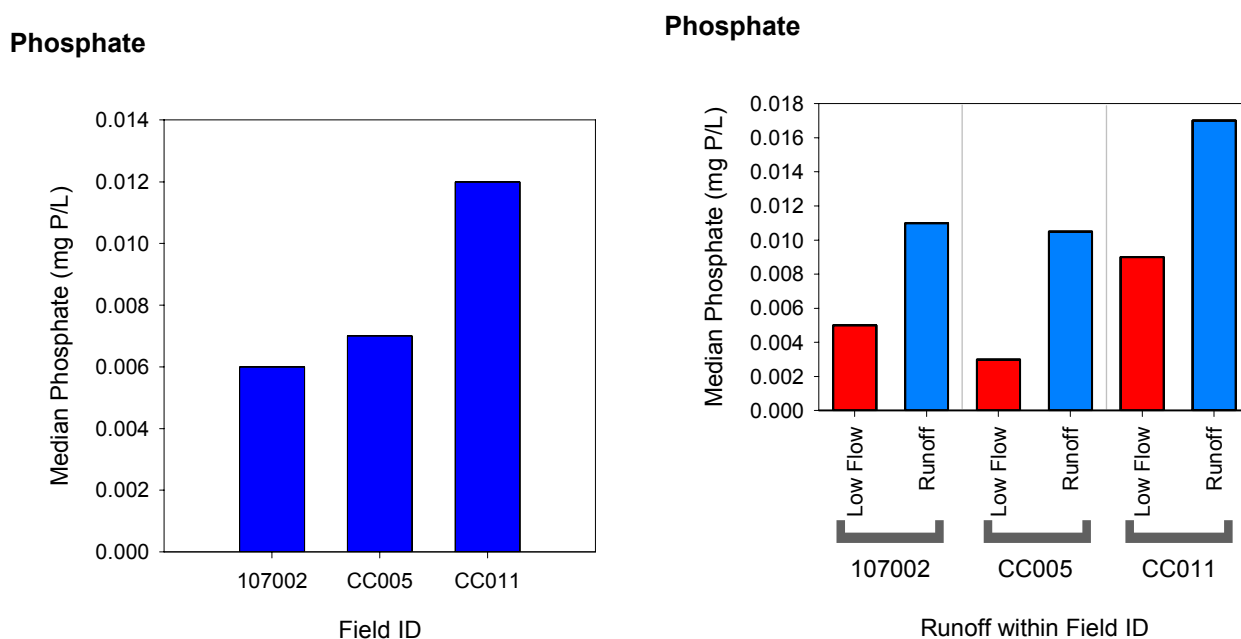 Phosphate
Median Phosphate (mg P/L)
0.014
0.012
0.010
0.008
0.006
0.004
0.002
0.000
107002 CC005 CC011
Field ID
Phosphate
Median Phosphate (mg P/L)
0.018
0.016
0.014
0.012
0.010
0.008
0.006
0.004
0.002
0.000
Low Flow
Runoff
Low Flow
Runoff
Low Flow
Runoff
107002 CC005 CC011
Runoff within Field ID